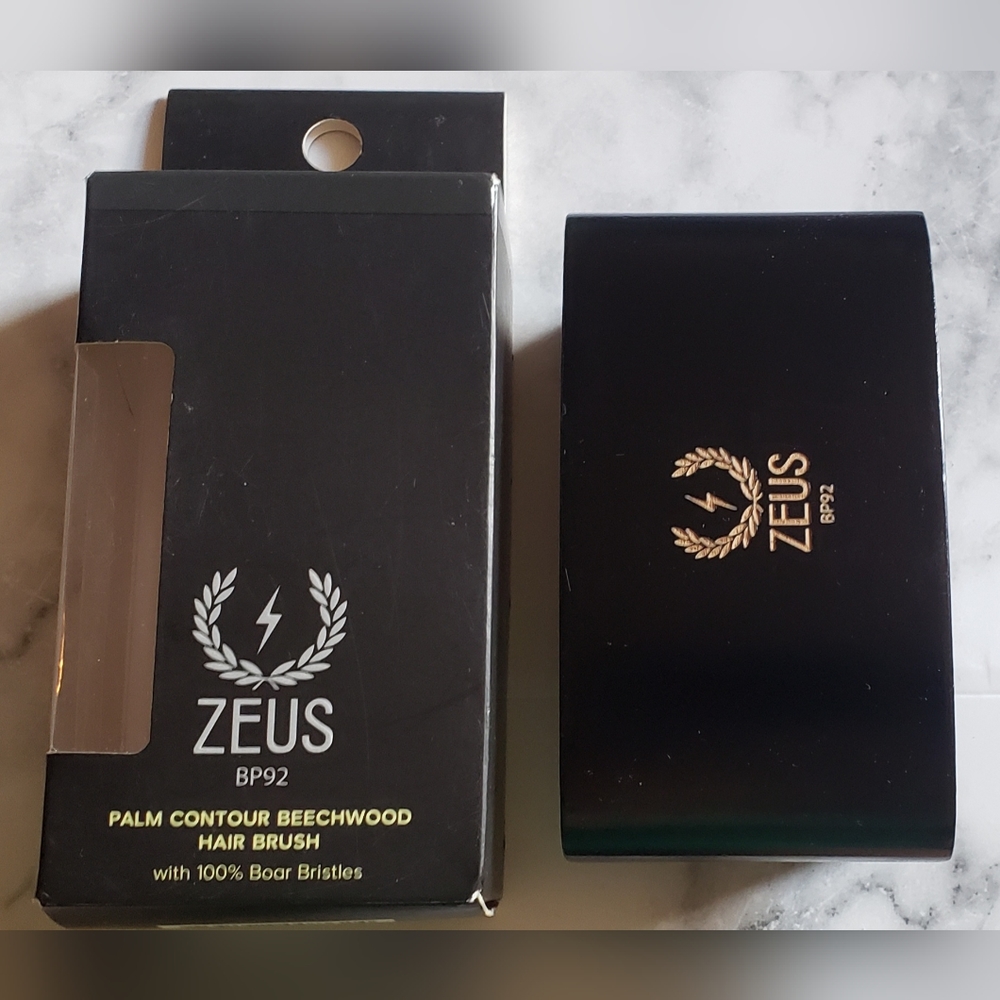 ZEUS
BP92
PALM CONTOUR BEECHWOOD
HAIR BRUSH
with 100% Boar Bristles
ZEUS
BP92